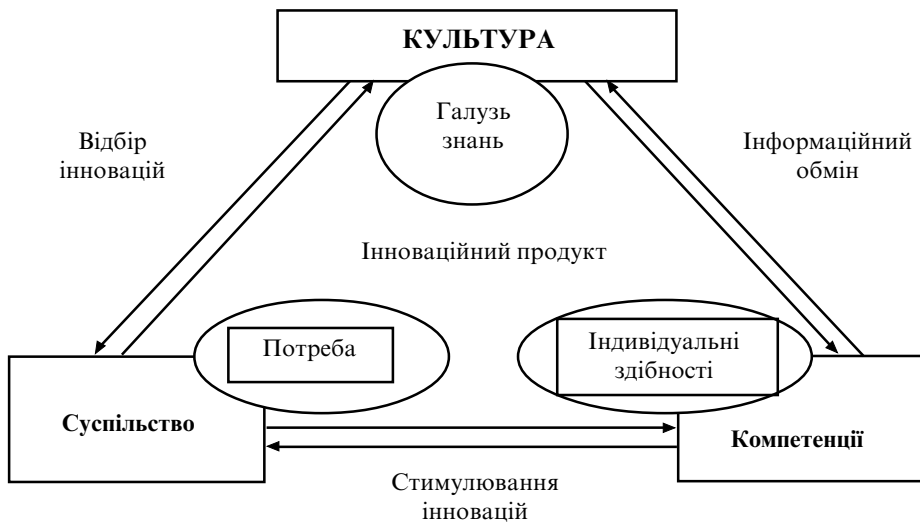 КУЛЬТУРА
Галузь
знань
Відбір
інновацій
Інформаційний
обмін
Інноваційний продукт
Потреба
Індивідуальні
здібності
Суспільство
Компетенції
Стимулювання
інновацій